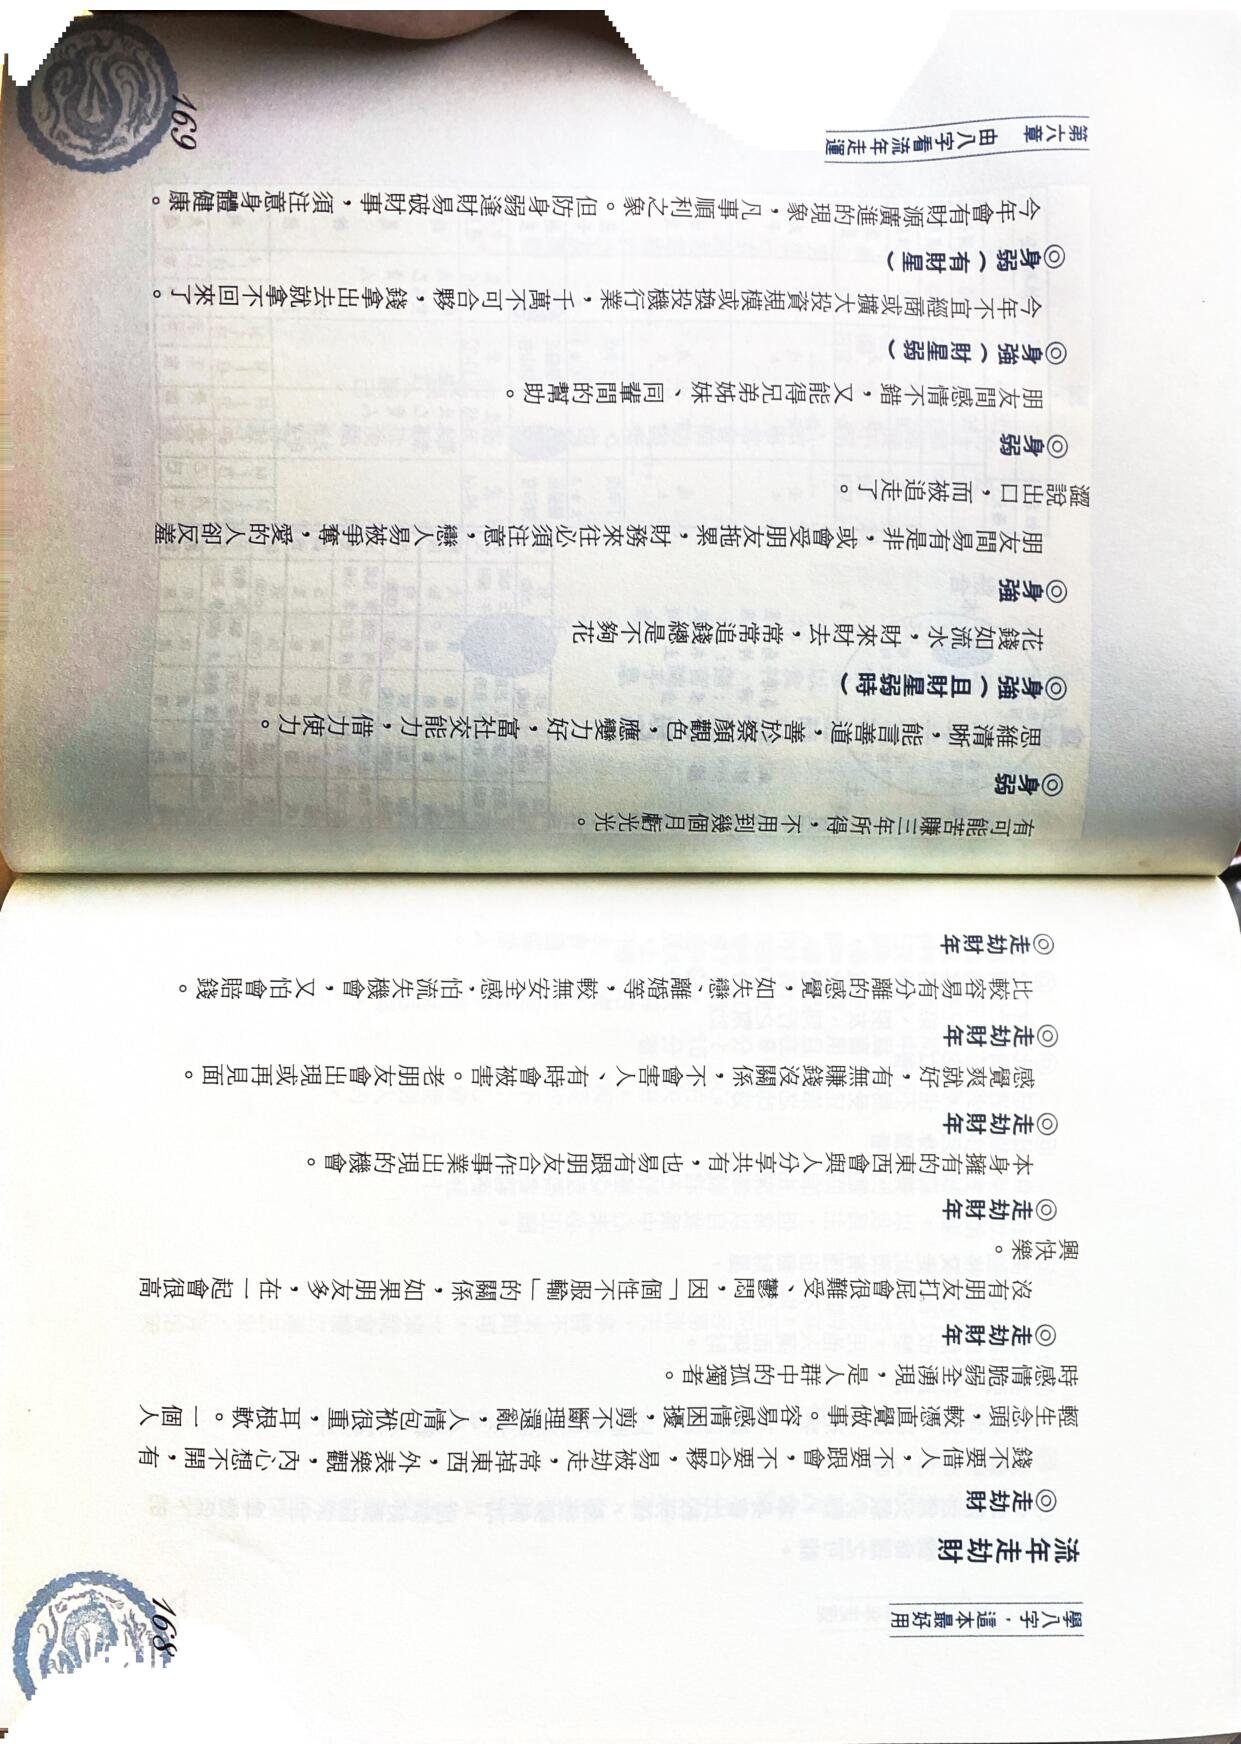 學八字，這本最好用
流年走劫財
◎走劫財
錢不要借人，不要跟會，不要合夥，易被劫走，常掉東西，外表樂觀，內心想不開，有
輕生念頭，較憑直覺做事。容易感情困擾，剪不斷理還亂，人情包袱很重，耳根軟。一個人
時感情脆弱全湧現，是人群中的孤獨者。
◎走劫財年
沒有朋友打屁會很難受、鬱悶，因「個性不服輸」的關係，如果朋友多，在一起會很高
興快樂。
◎走劫財年
本身擁有的東西會與人分享共有，也易有跟朋友合作事業出現的機會。
◎走劫財年
感覺爽就好，有無賺錢沒關係，不會害人、有時會被害。老朋友會出現或再見面。
◎走劫財年
比較容易有分離的感覺，如失戀、離婚等，較無安全感，怕流失機會，又怕會賠錢。
◎走劫財年
168
有可能苦賺三年所得，不用到幾個月虧光光。
◎身弱
思維清晰，能言善道，善於察顏觀色，應變力好，富社交能力，借力使力。
◎身強（且財星弱時）
花錢如流水，財來財去，常常追錢總是不夠花
◎身強
朋友間易有是非，或會受朋友拖累，財務來往必須注意，戀人易被爭奪，愛的人卻反羞
澀說出口，而被追走了。
◎身弱
朋友間感情不錯，又能得兄弟姊妹、同輩間的幫助。
◎身強（財星弱）
今年不宜經商或擴大投資規模或換投機行業，千萬不可合夥，錢拿出去就拿不回來了。
◎身弱（有財星）
今年會有財源廣進的現象，凡事順利之象。但防身弱逢財易破財事，須注意身體健康。
第六章　由八字看流年走運
169